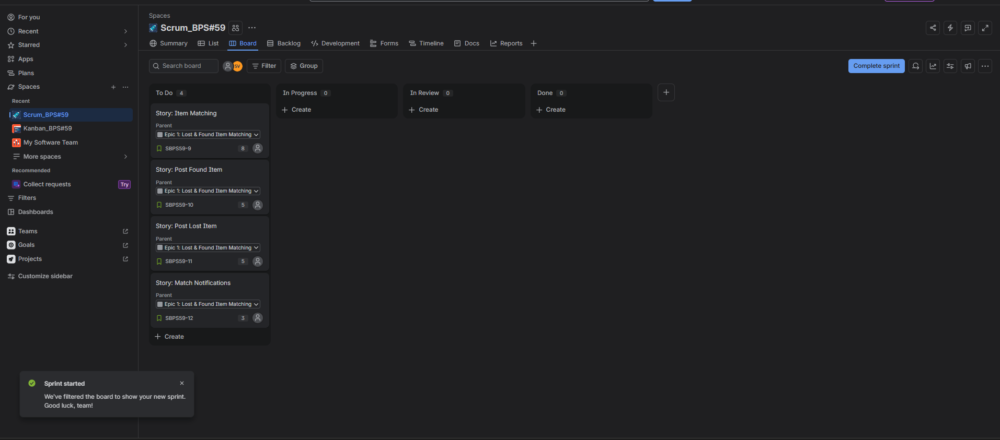 For you
Recent
Starred
Apps
Plans
Spaces
Recent
Scrum_BPS#59
Kanban_BPS#59
My Software Team
More spaces
Recommended
Collect requests
Try
Filters
Dashboards
Teams
Goals
Projects
Customize sidebar
Spaces
Scrum_BPS#59
Summary
List
Board
Backlog
Development
Forms
Timeline
Docs
Reports
Search board
SV
Filter
Group
Complete sprint
To Do 4
Story: Item Matching
Parent
Epic 1: Lost & Found Item Matching
SBPS59-9 8
Story: Post Found Item
Parent
Epic 1: Lost & Found Item Matching
SBPS59-10 5
Story: Post Lost Item
Parent
Epic 1: Lost & Found Item Matching
SBPS59-11 5
Story: Match Notifications
Parent
Epic 1: Lost & Found Item Matching
SBPS59-12 3
Create
In Progress 0
Create
In Review 0
Create
Done 0
Create
Sprint started
We've filtered the board to show your new sprint.
Good luck, team!